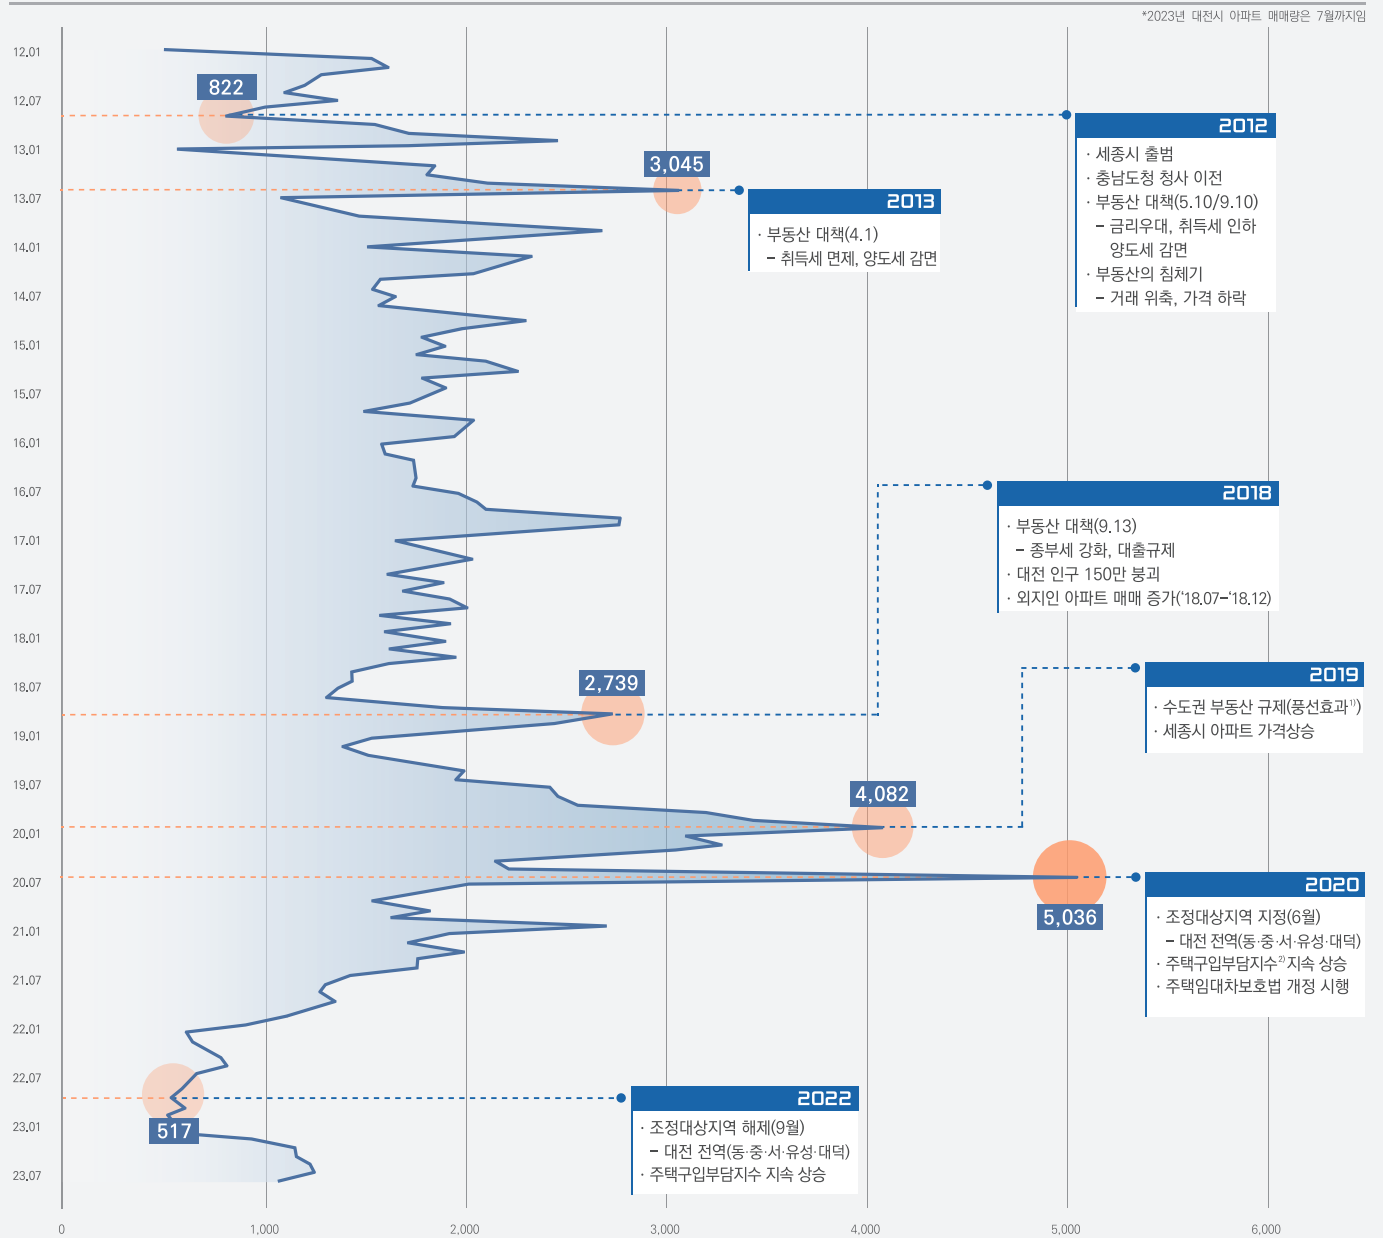 *2023년 대전시 아파트 매매량은 7월까지임
12.01
12.07
13.01
13.07
14.01
14.07
15.01
15.07
16.01
16.07
17.01
17.07
18.01
18.07
19.01
19.07
20.01
20.07
21.01
21.07
22.01
22.07
23.01
23.07
822
3,045
2,739
4,082
5,036
517
2012
· 세종시 출범
· 충남도청 청사 이전
· 부동산 대책(5.10/9.10)
– 금리우대, 취득세 인하
양도세 감면
· 부동산의 침체기
– 거래 위축, 가격 하락
2013
· 부동산 대책(4.1)
– 취득세 면제, 양도세 감면
2018
· 부동산 대책(9.13)
– 종부세 강화, 대출규제
· 대전 인구 150만 붕괴
· 외지인 아파트 매매 증가(‘18.07–‘18.12)
2019
· 수도권 부동산 규제(풍선효과¹⁾)
· 세종시 아파트 가격상승
2020
· 조정대상지역 지정(6월)
– 대전 전역(동·중·서·유성·대덕)
· 주택구입부담지수²⁾ 지속 상승
· 주택임대차보호법 개정 시행
2022
· 조정대상지역 해제(9월)
– 대전 전역(동·중·서·유성·대덕)
· 주택구입부담지수 지속 상승
0 1,000 2,000 3,000 4,000 5,000 6,000